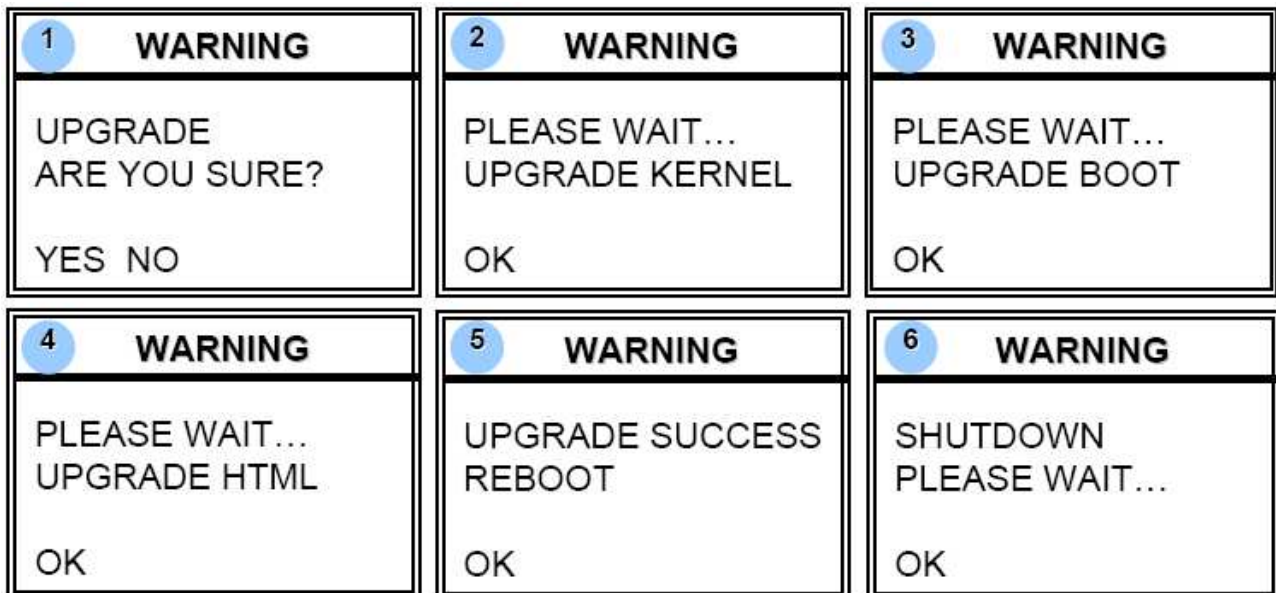 1 WARNING
UPGRADE
ARE YOU SURE?
YES NO
2 WARNING
PLEASE WAIT…
UPGRADE KERNEL
OK
3 WARNING
PLEASE WAIT…
UPGRADE BOOT
OK
4 WARNING
PLEASE WAIT…
UPGRADE HTML
OK
5 WARNING
UPGRADE SUCCESS
REBOOT
OK
6 WARNING
SHUTDOWN
PLEASE WAIT…
OK